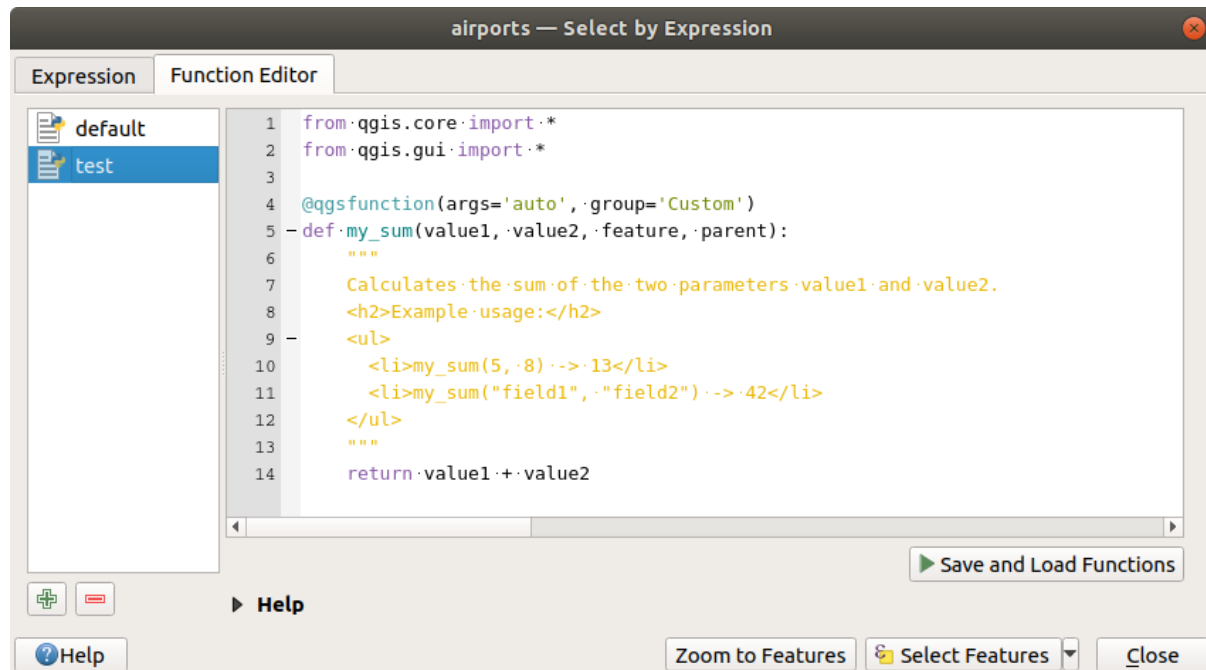 airports — Select by Expression
Expression
Function Editor
default
test
1 from qgis.core import *
2 from qgis.gui import *
3
4 @qgsfunction(args='auto', group='Custom')
5 def my_sum(value1, value2, feature, parent):
6     """
7     Calculates the sum of the two parameters value1 and value2.
8     <h2>Example usage:</h2>
9     <ul>
10       <li>my_sum(5, 8) -> 13</li>
11       <li>my_sum("field1", "field2") -> 42</li>
12     </ul>
13     """
14     return value1 + value2
Save and Load Functions
Help
Help
Zoom to Features
Select Features
Close